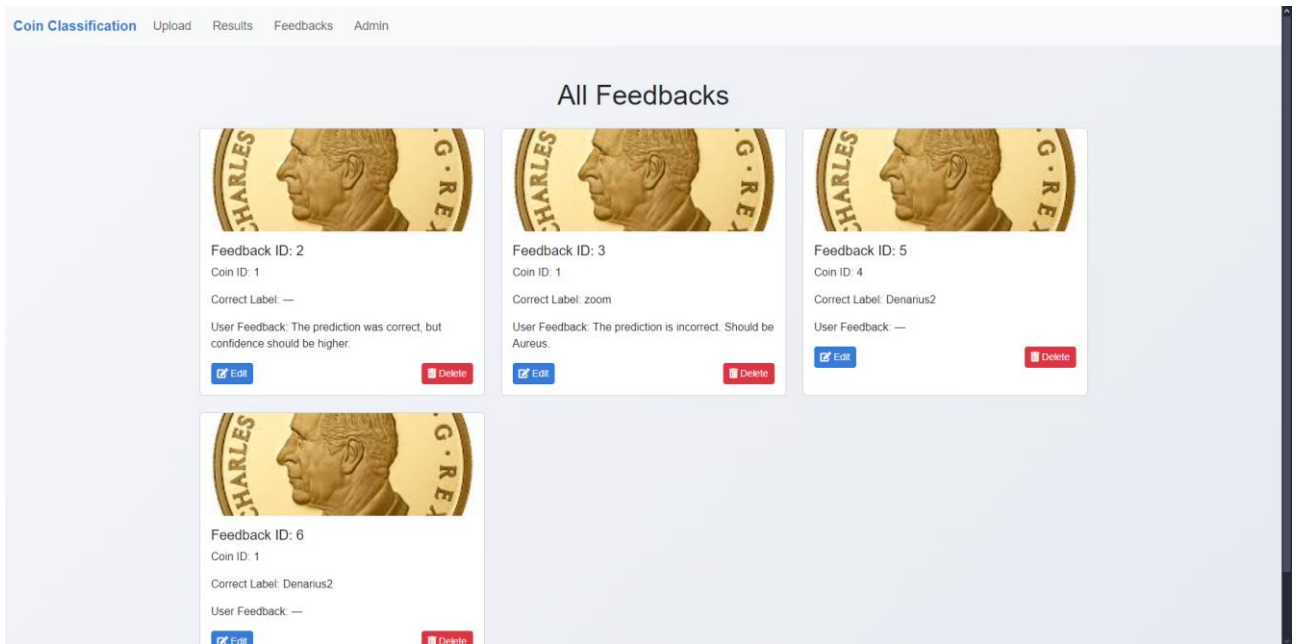 Coin Classification Upload Results Feedbacks Admin
All Feedbacks
CHARLES G · REX
Feedback ID: 2
Coin ID: 1
Correct Label: —
User Feedback: The prediction was correct, but
confidence should be higher.
Edit Delete
CHARLES G · REX
Feedback ID: 3
Coin ID: 1
Correct Label: zoom
User Feedback: The prediction is incorrect. Should be
Aureus.
Edit Delete
CHARLES G · REX
Feedback ID: 5
Coin ID: 4
Correct Label: Denarius2
User Feedback: —
Edit Delete
CHARLES G · REX
Feedback ID: 6
Coin ID: 1
Correct Label: Denarius2
User Feedback: —
Edit Delete